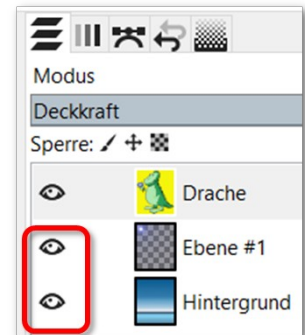 Modus
Deckkraft
Sperre:
Drache
Ebene #1
Hintergrund